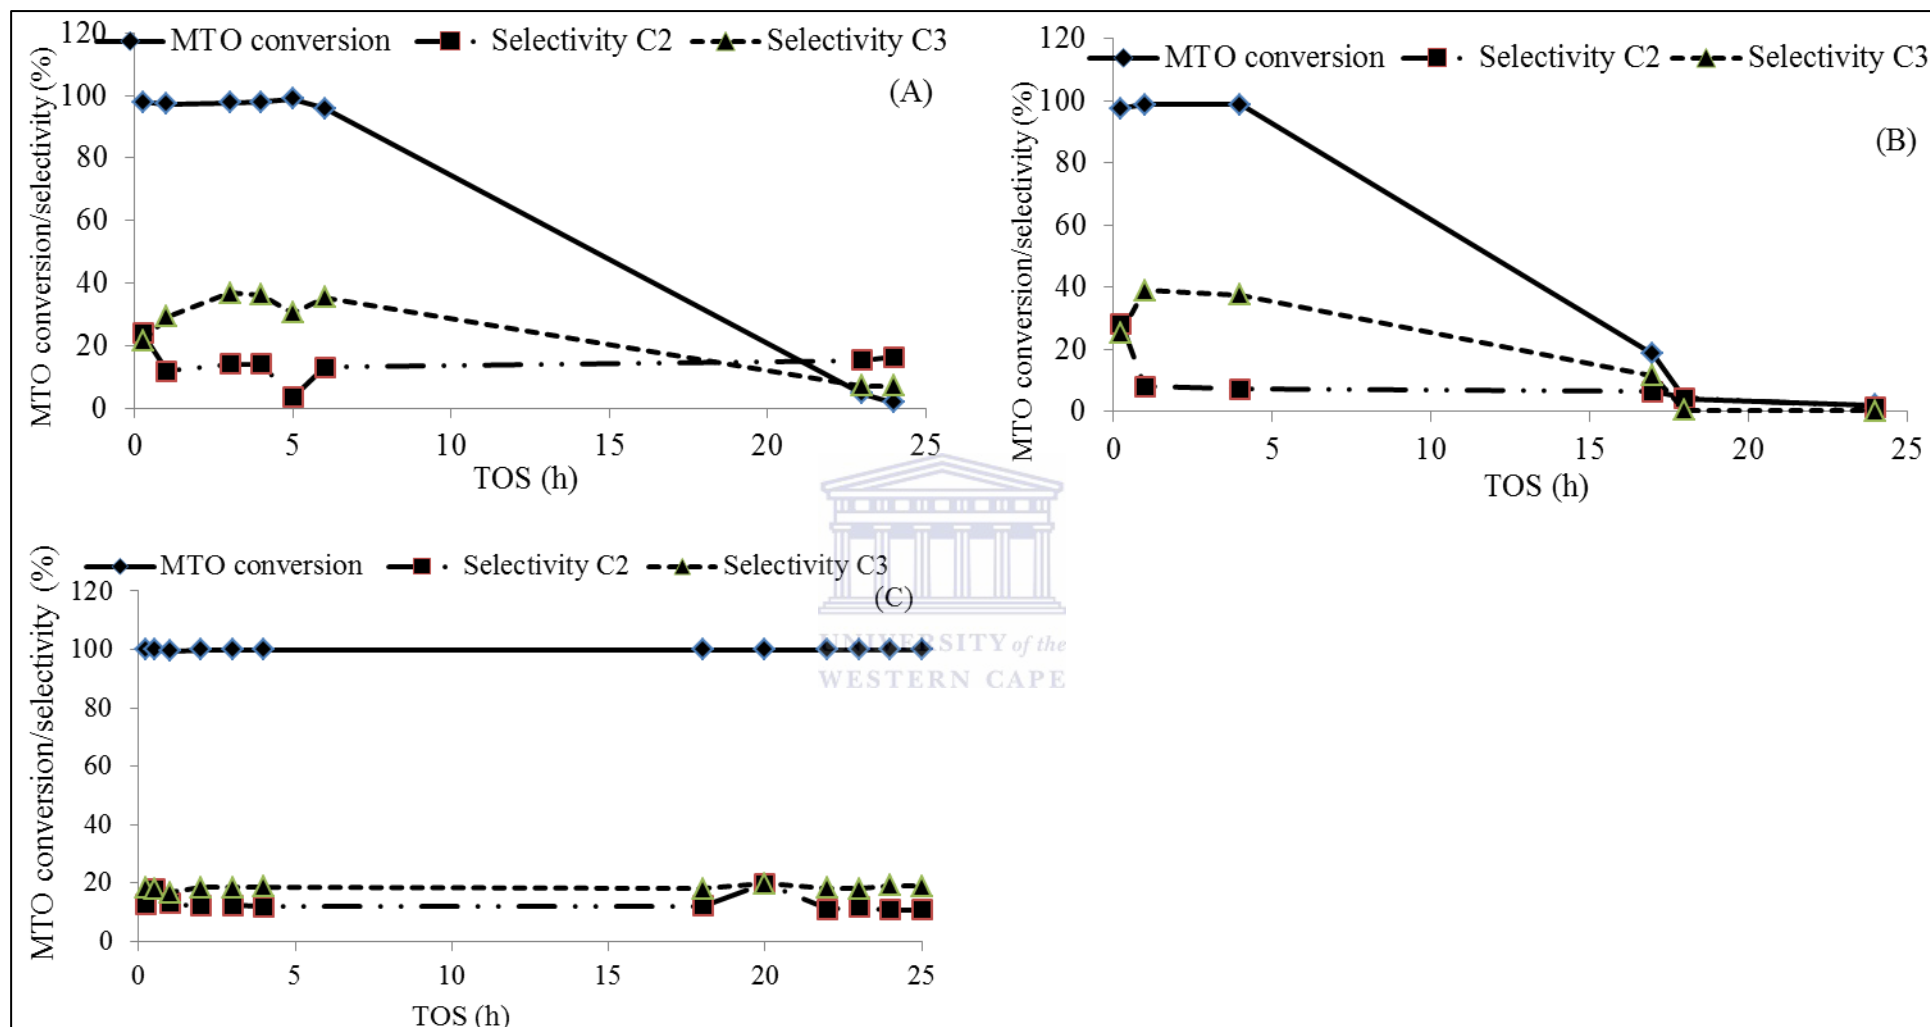 120
MTO conversion
Selectivity C2
Selectivity C3
(A)
MTO conversion/selectivity (%)
100
80
60
40
20
0
0 5 10 15 20 25
TOS (h)
120
MTO conversion
Selectivity C2
Selectivity C3
(B)
MTO conversion/selectivity (%)
100
80
60
40
20
0
0 5 10 15 20 25
TOS (h)
MTO conversion
Selectivity C2
Selectivity C3
(C)
MTO conversion/selectivity (%)
120
100
80
60
40
20
0
0 5 10 15 20 25
TOS (h)
UNIVERSITY of the
WESTERN CAPE